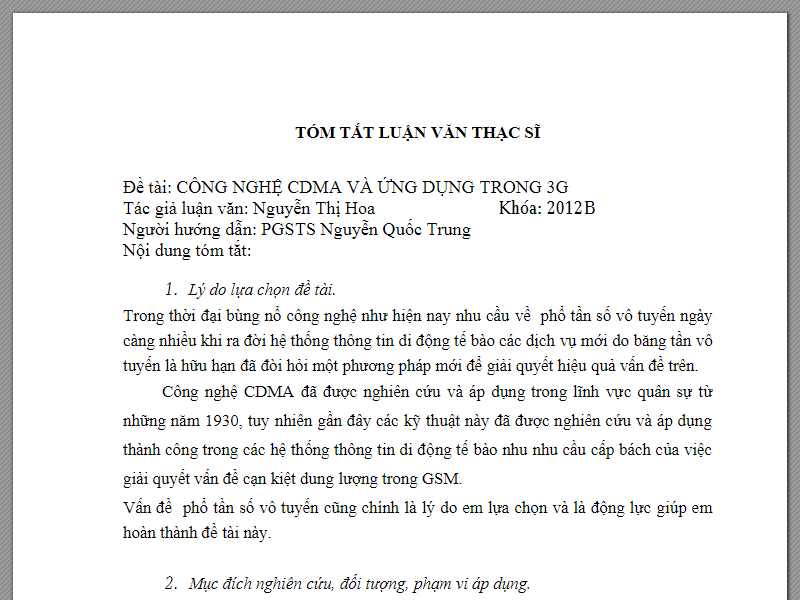 TÓM TẮT LUẬN VĂN THẠC SĨ
Đề tài: CÔNG NGHỆ CDMA VÀ ỨNG DỤNG TRONG 3G
Tác giả luận văn: Nguyễn Thị Hoa Khóa: 2012B
Người hướng dẫn: PGSTS Nguyễn Quốc Trung
Nội dung tóm tắt:
1. Lý do lựa chọn đề tài.
Trong thời đại bùng nổ công nghệ như hiện nay nhu cầu về phổ tần số vô tuyến ngày
càng nhiều khi ra đời hệ thống thông tin di động tế bào các dịch vụ mới do băng tần vô
tuyến là hữu hạn đã đòi hỏi một phương pháp mới để giải quyết hiệu quả vấn đề trên.
Công nghệ CDMA đã được nghiên cứu và áp dụng trong lĩnh vực quân sự từ
những năm 1930, tuy nhiên gần đây các kỹ thuật này đã được nghiên cứu và áp dụng
thành công trong các hệ thống thông tin di động tế bào nhu nhu cầu cấp bách của việc
giải quyết vấn đề cạn kiệt dung lượng trong GSM.
Vấn đề phổ tần số vô tuyến cũng chính là lý do em lựa chọn và là động lực giúp em
hoàn thành đề tài này.
2. Mục đích nghiên cứu, đối tượng, phạm vi áp dụng.